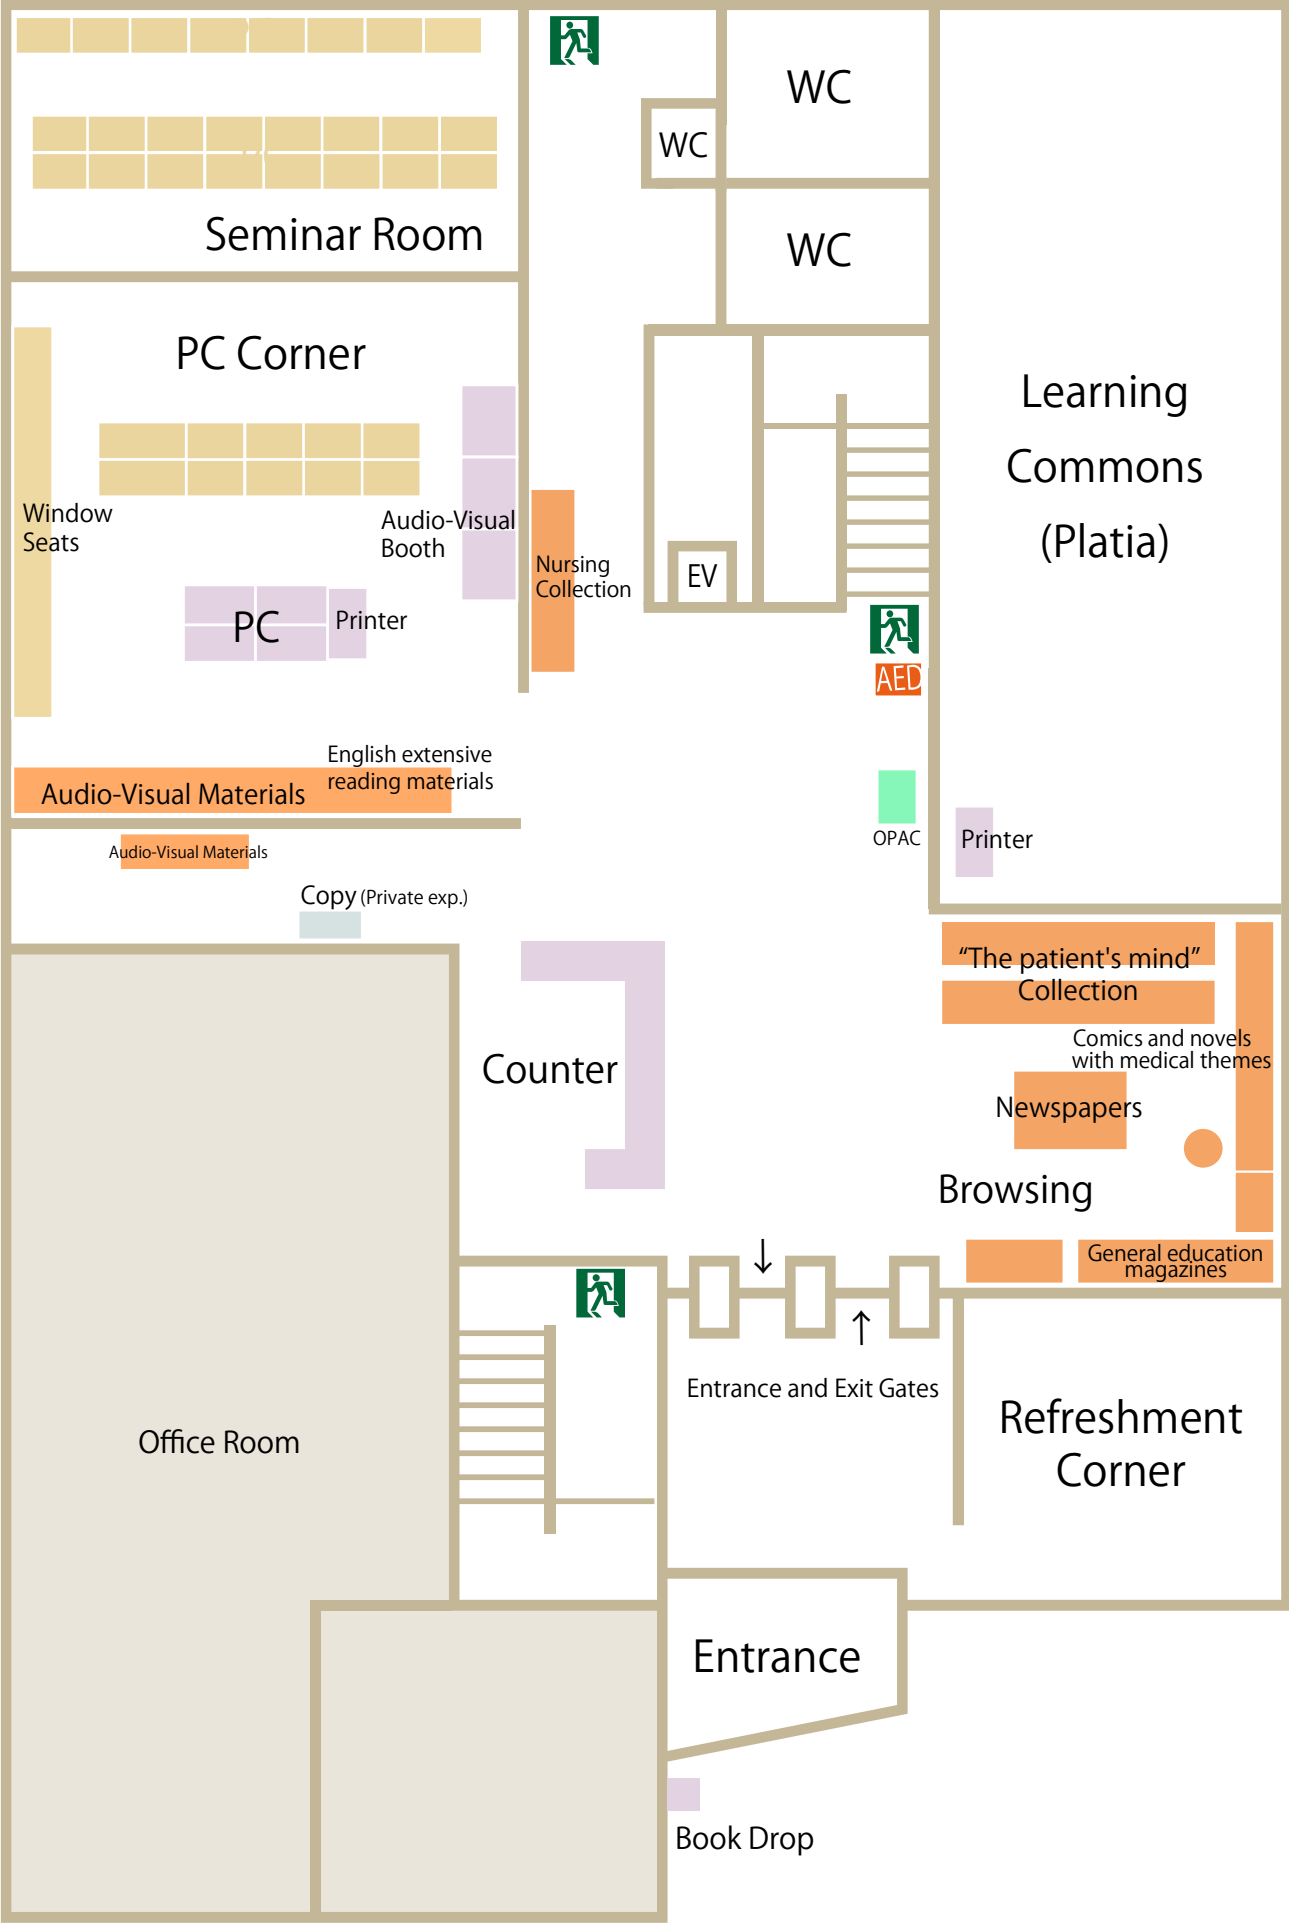 WC
WC
Seminar Room
WC
PC Corner
Learning
Commons
(Platia)
Window
Seats
Audio-Visual
Booth
Nursing
Collection
EV
PC
Printer
AED
English extensive
reading materials
Audio-Visual Materials
OPAC
Printer
Audio-Visual Materials
Copy (Private exp.)
“The patient's mind”
Collection
Comics and novels
with medical themes
Counter
Newspapers
Browsing
↓
General education
magazines
↑
Entrance and Exit Gates
Refreshment
Corner
Office Room
Entrance
Book Drop